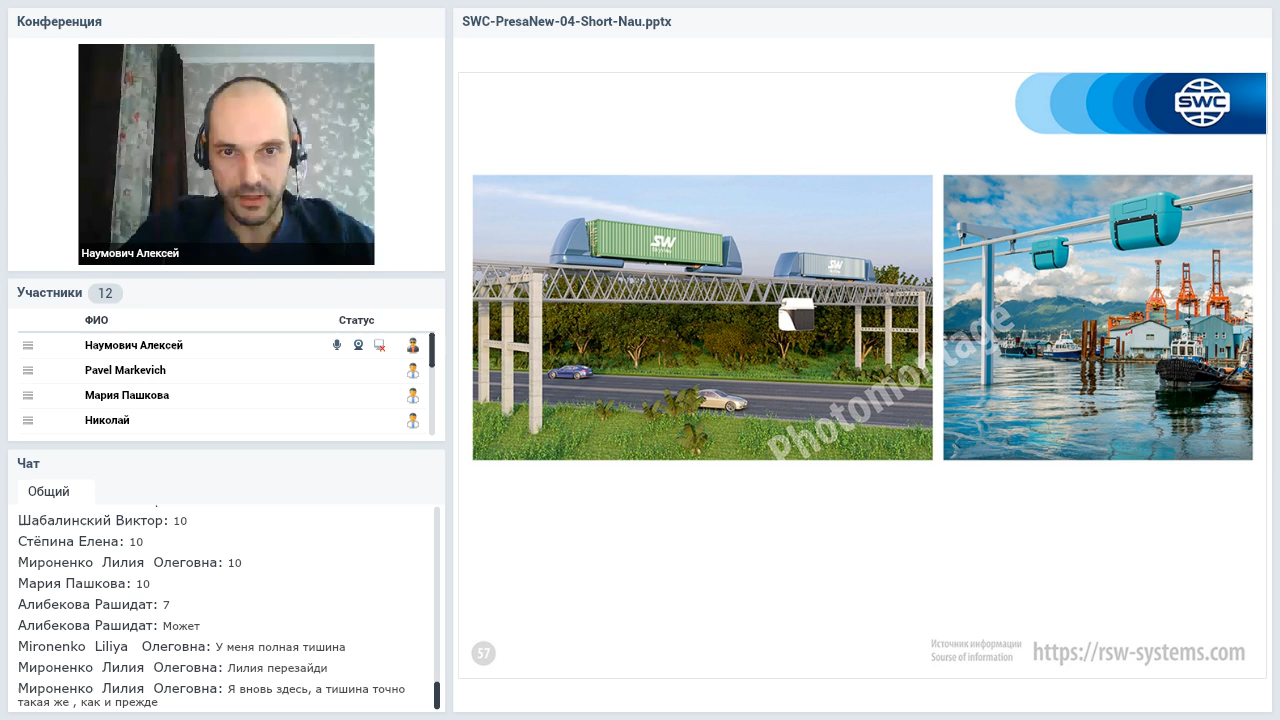 Конференция
Наумович Алексей
Участники 12
ФИО Статус
Наумович Алексей
Pavel Markevich
Мария Пашкова
Николай
Чат
Общий
Шабалинский Виктор: 10
Стёпина Елена: 10
Мироненко Лилия Олеговна: 10
Мария Пашкова: 10
Алибекова Рашидат: 7
Алибекова Рашидат: Может
Mironenko Liliya Олеговна: У меня полная тишина
Мироненко Лилия Олеговна: Лилия перезайди
Мироненко Лилия Олеговна: Я вновь здесь, а тишина точно
такая же , как и прежде
SWC-PresaNew-04-Short-Nau.pptx
SWC
SW
SW
Photomontage
57
Источник информации
Sourse of information
https://rsw-systems.com